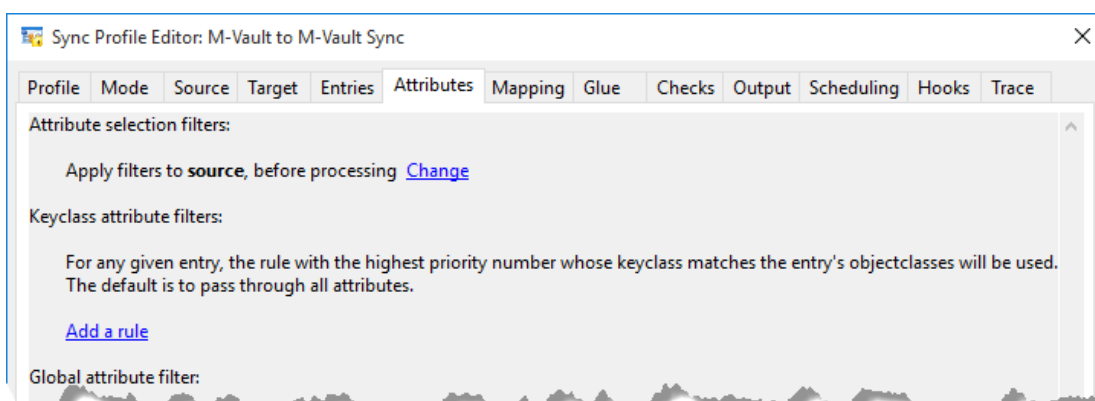 Sync Profile Editor: M-Vault to M-Vault Sync
Profile Mode Source Target Entries Attributes Mapping Glue Checks Output Scheduling Hooks Trace
Attribute selection filters:
Apply filters to source, before processing Change
Keyclass attribute filters:
For any given entry, the rule with the highest priority number whose keyclass matches the entry's objectclasses will be used.
The default is to pass through all attributes.
Add a rule
Global attribute filter: